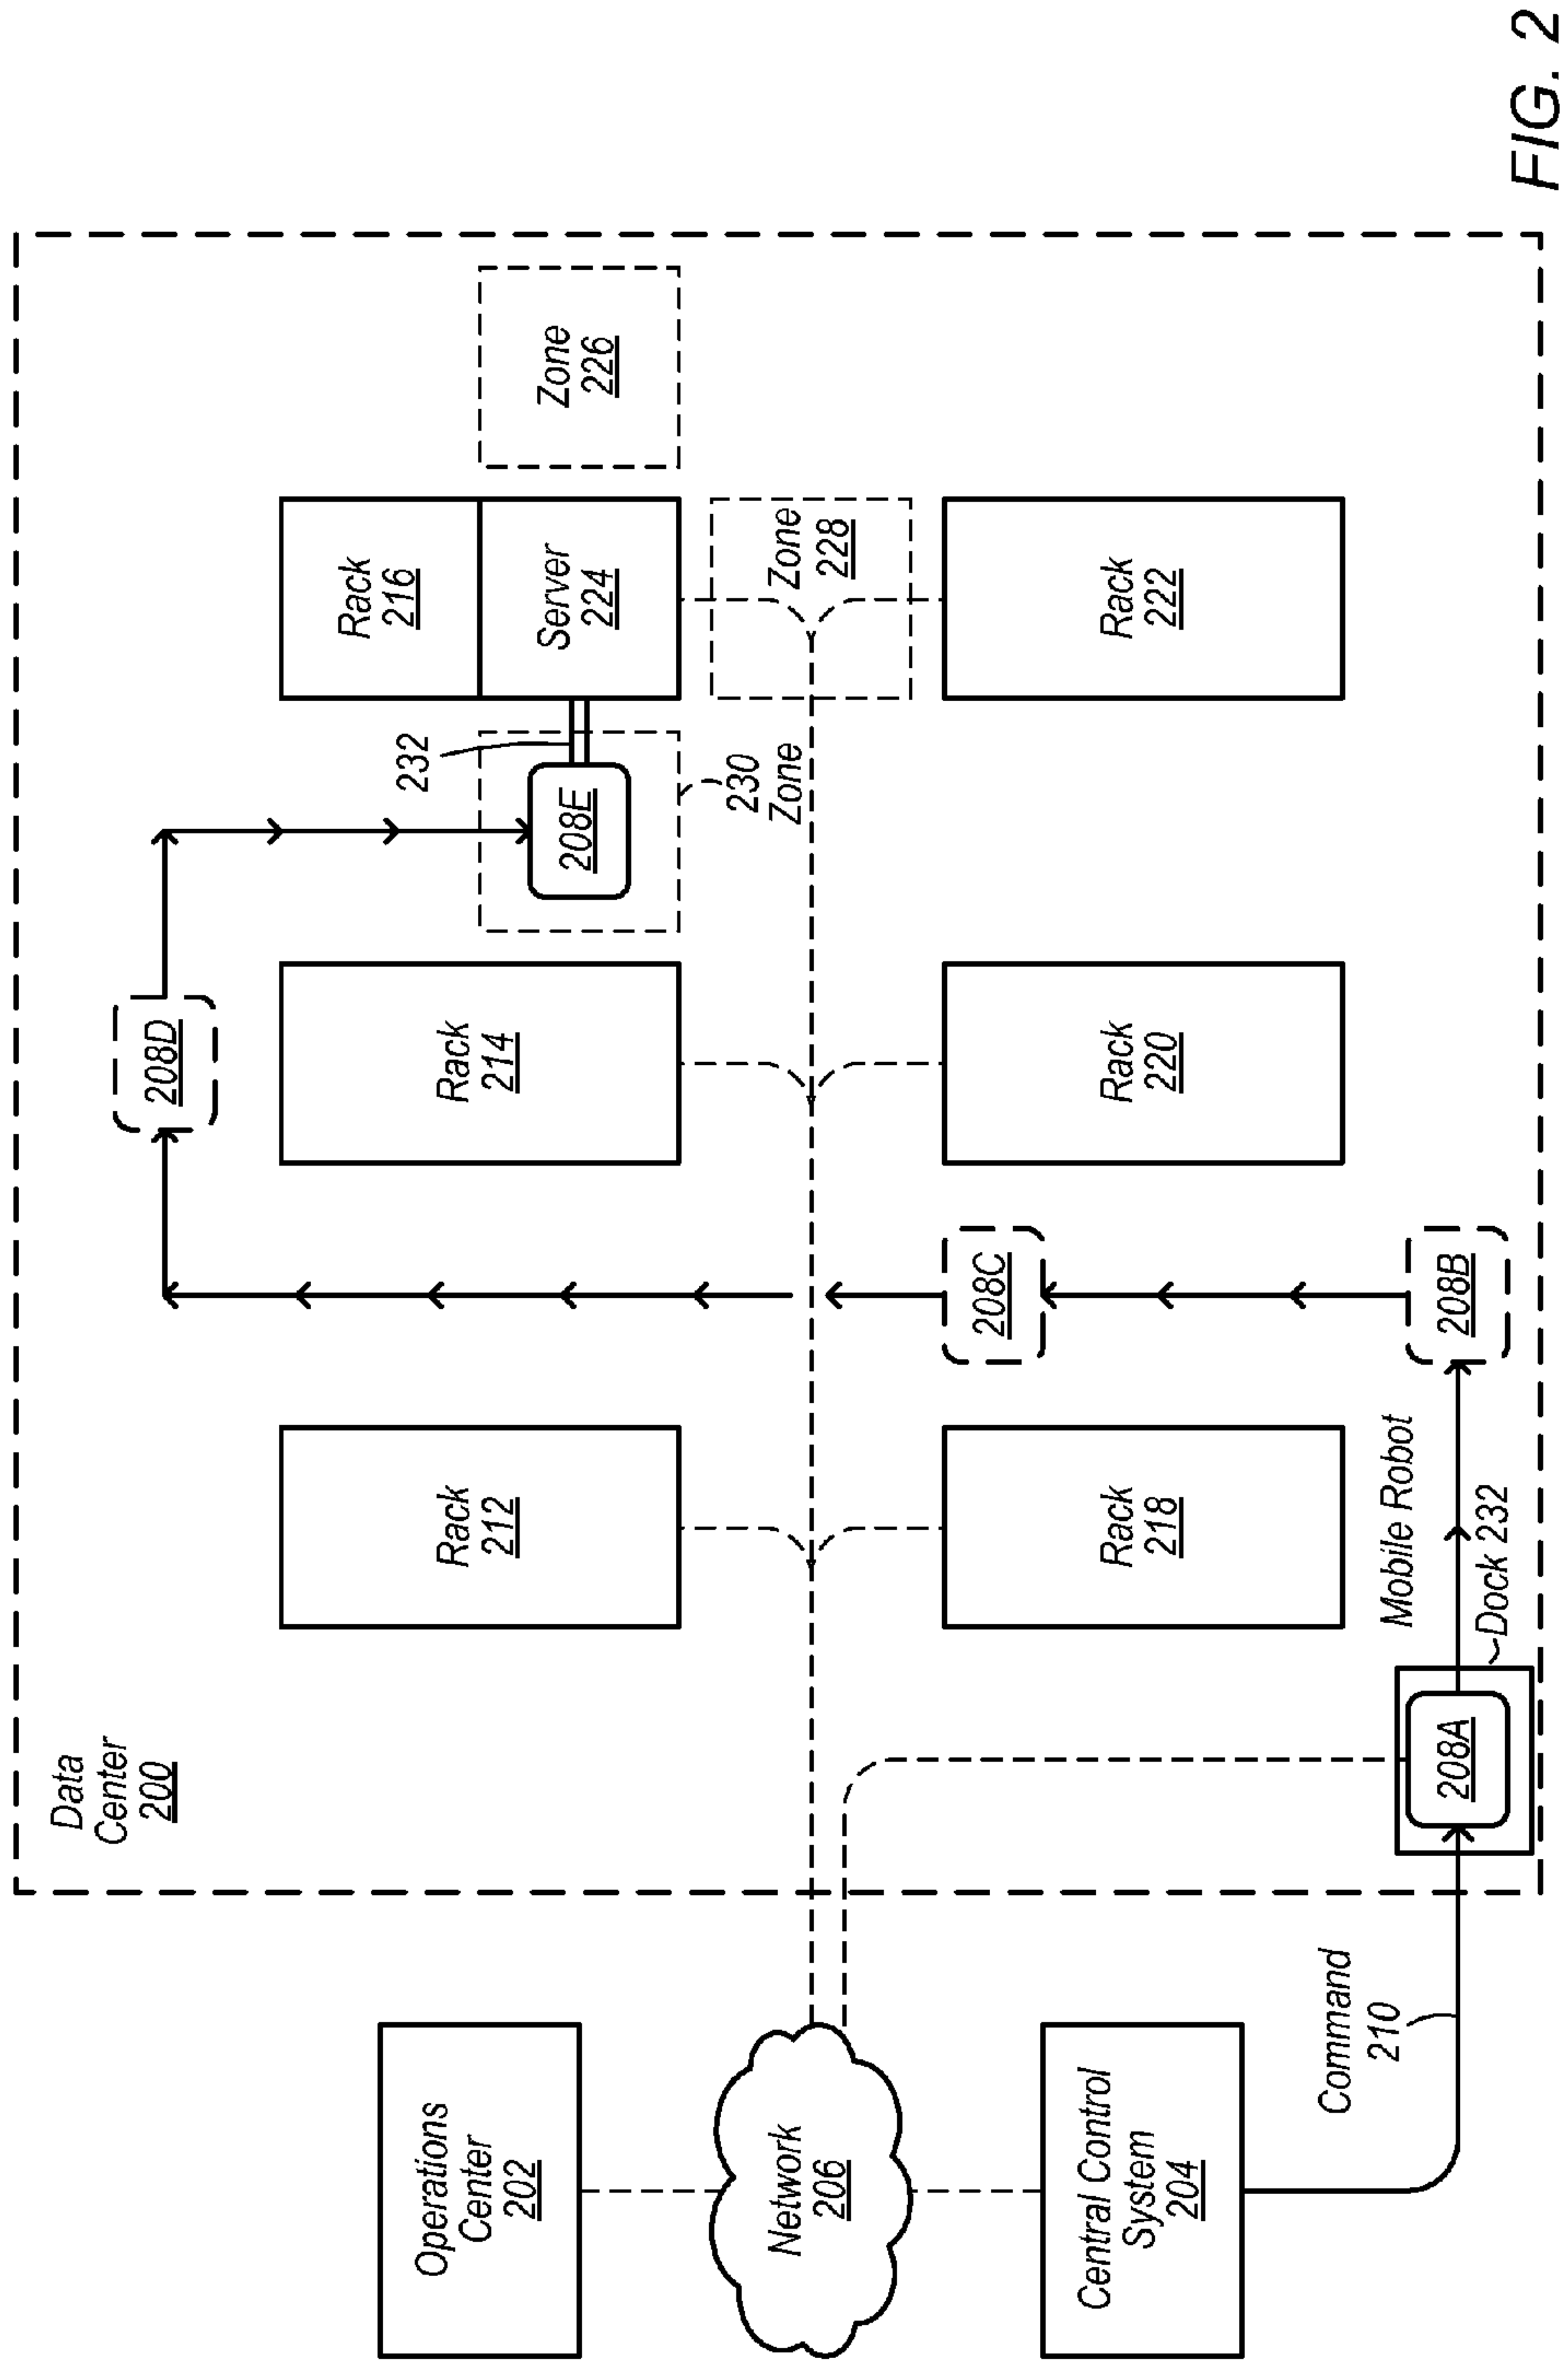 Data
Center
200
Operations
Center
202
Network
206
Central Control
System
204
Command
210
208A
Dock 232
Mobile Robot
208B
208C
208D
208E
232
230
Zone
Rack
212
Rack
214
Rack
216
Server
224
Zone
226
Zone
228
Rack
218
Rack
220
Rack
222
FIG. 2